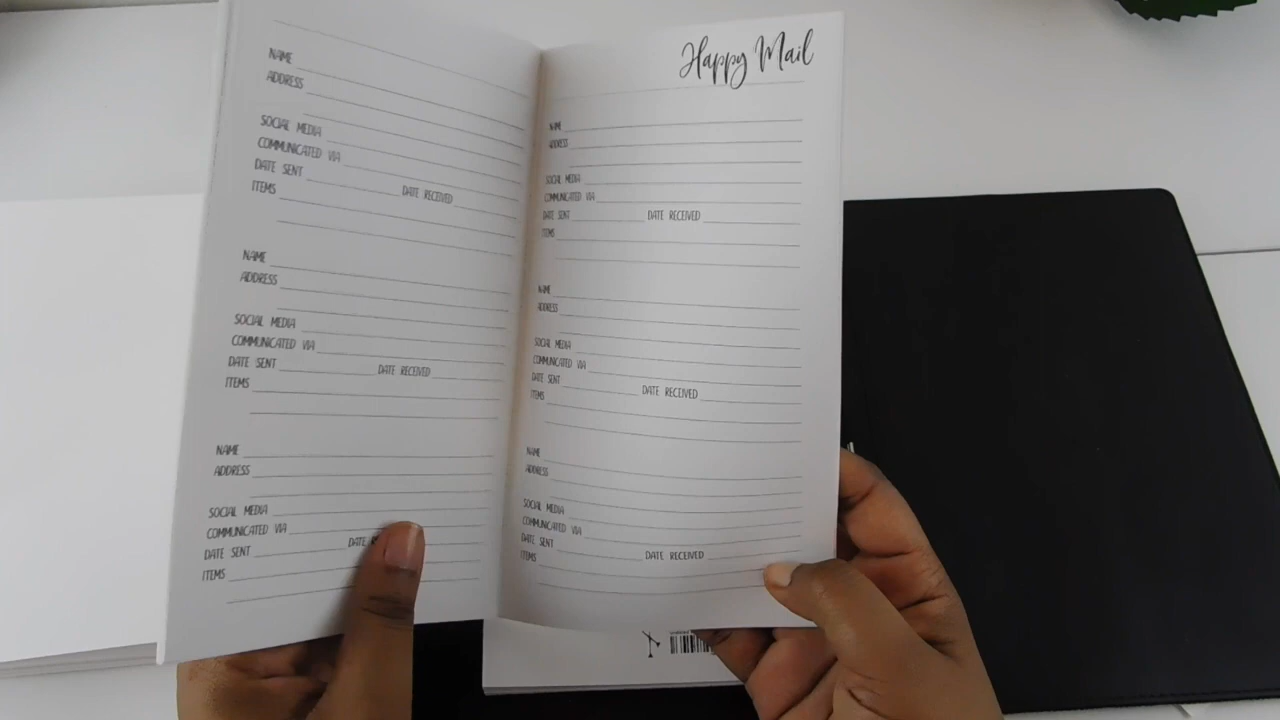 NAME
ADDRESS
SOCIAL MEDIA
COMMUNICATED VIA
DATE SENT DATE RECEIVED
ITEMS
NAME
ADDRESS
SOCIAL MEDIA
COMMUNICATED VIA
DATE SENT DATE RECEIVED
ITEMS
NAME
ADDRESS
SOCIAL MEDIA
COMMUNICATED VIA
DATE SENT DATE
ITEMS
Happy Mail
NAME
ADDRESS
SOCIAL MEDIA
COMMUNICATED VIA
DATE SENT DATE RECEIVED
ITEMS
NAME
ADDRESS
SOCIAL MEDIA
COMMUNICATED VIA
DATE SENT DATE RECEIVED
ITEMS
NAME
ADDRESS
SOCIAL MEDIA
COMMUNICATED VIA
DATE SENT DATE RECEIVED
ITEMS